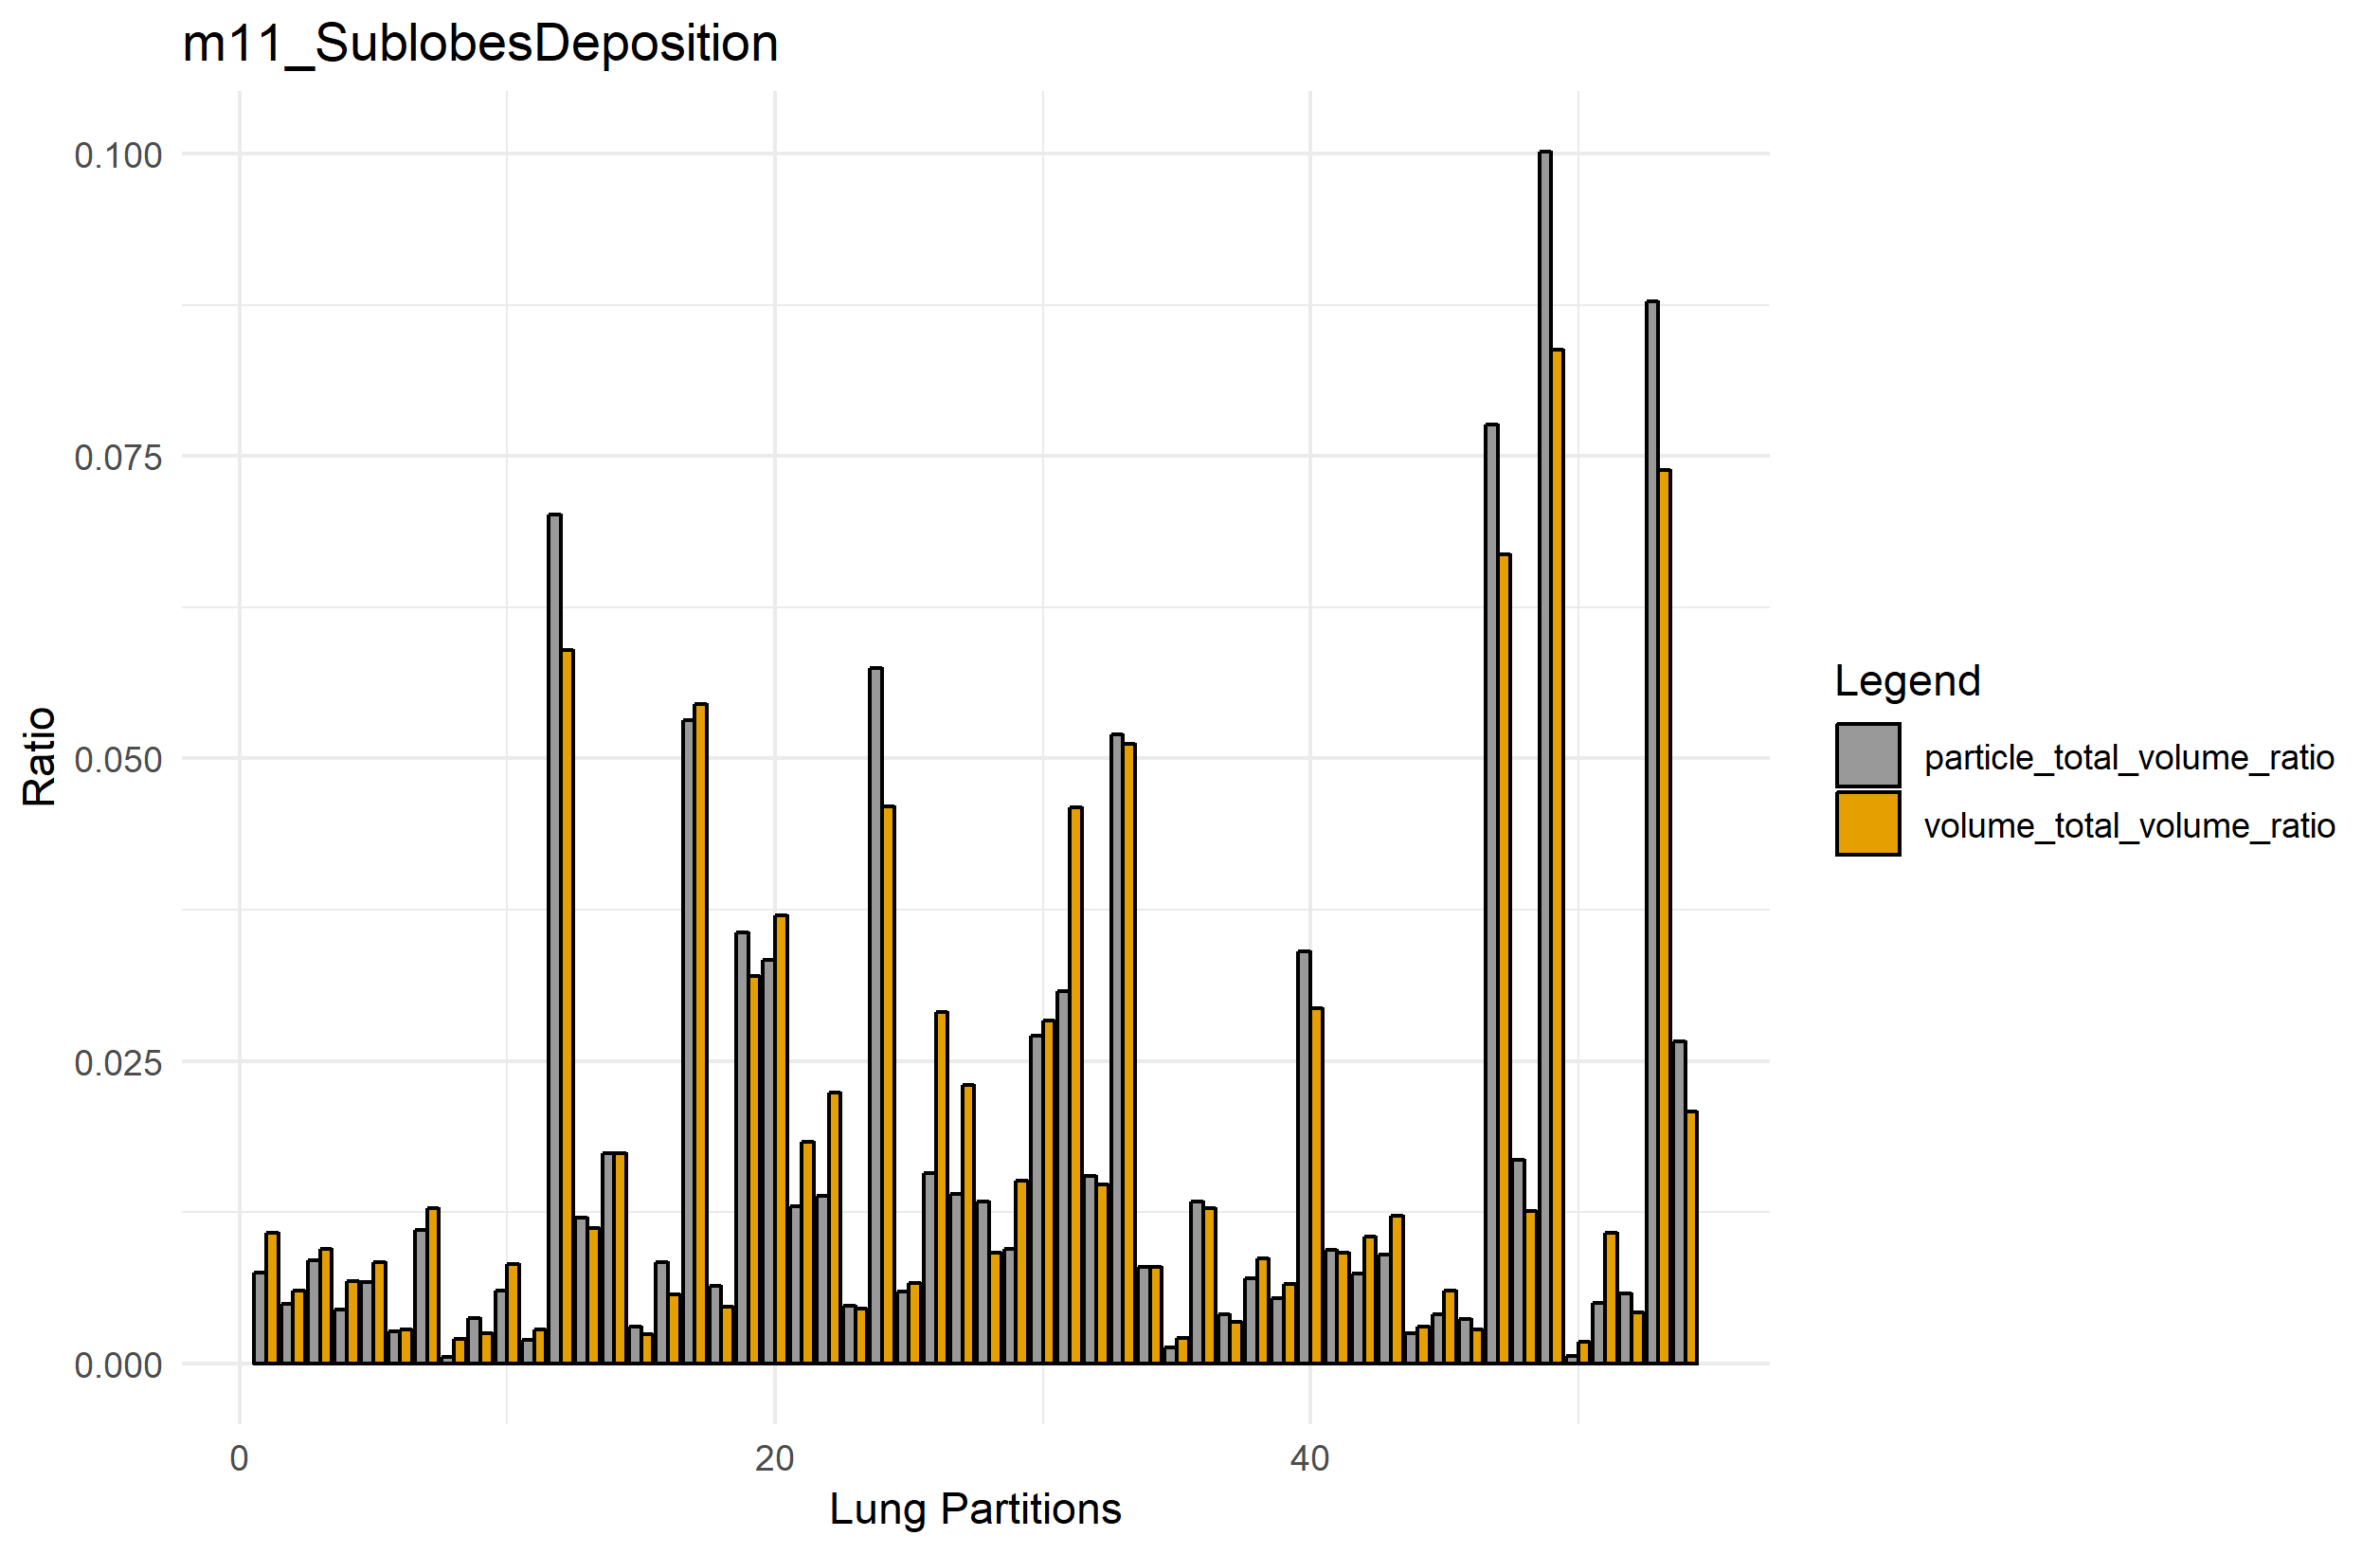 m11_SublobesDeposition
0.100
0.075
0.050
0.025
0.000
Ratio
0
20
40
Lung Partitions
Legend
particle_total_volume_ratio
volume_total_volume_ratio